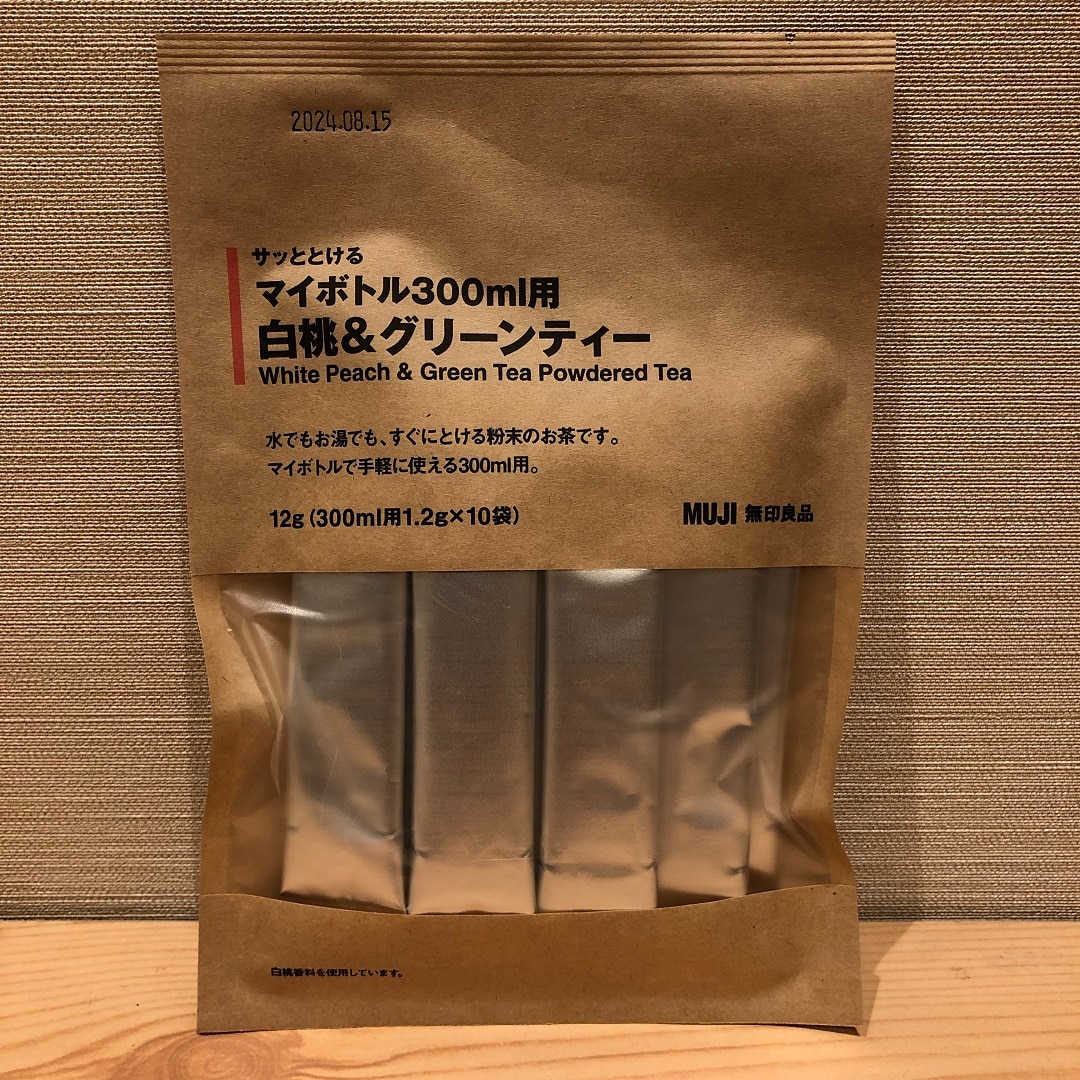 2024.08.15
サッととける
マイボトル300ml用
白桃&グリーンティー
White Peach & Green Tea Powdered Tea
水でもお湯でも、すぐにとける粉末のお茶です。
マイボトルで手軽に使える300ml用。
12g (300ml用1.2g×10袋)
MUJI 無印良品
白桃香料を使用しています。